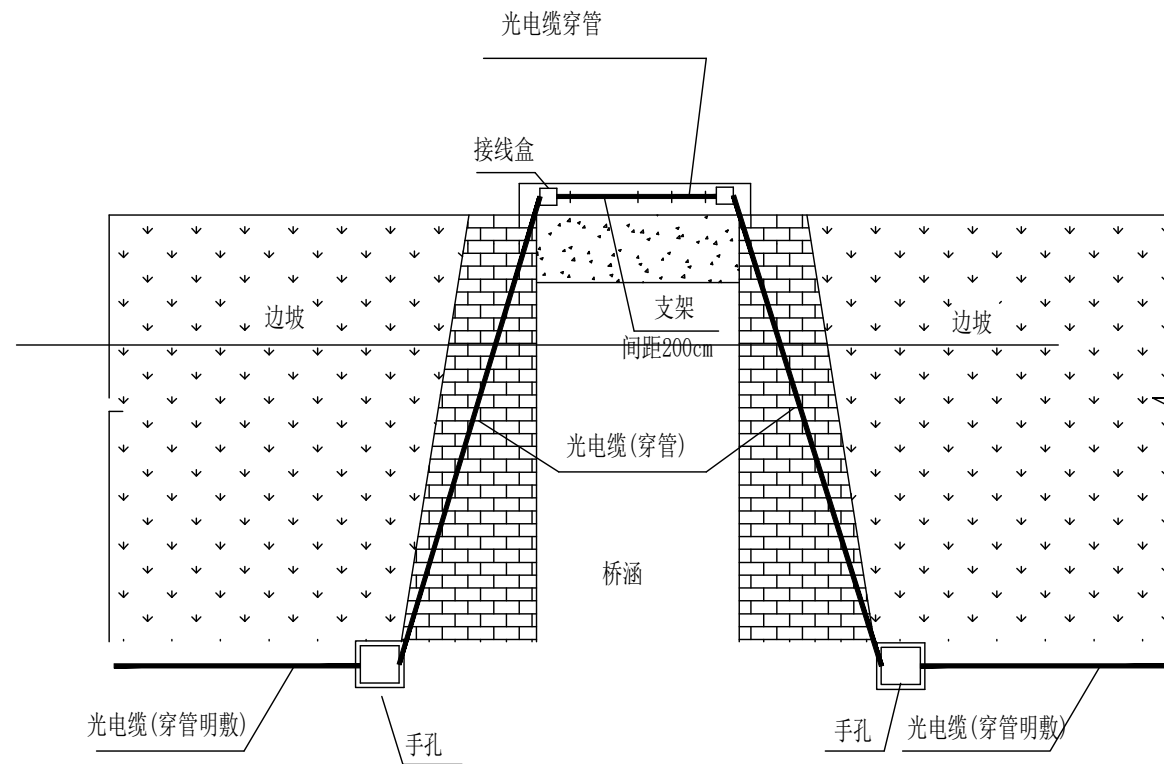 光电缆穿管
接线盒
边坡
支架
间距200cm
边坡
光电缆(穿管)
桥涵
光电缆(穿管明敷)
手孔
手孔
光电缆(穿管明敷)